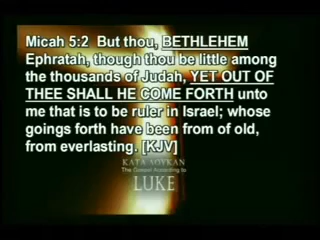 Micah 5:2 But thou, BETHLEHEM
Ephratah, though thou be little among
the thousands of Judah, YET OUT OF
THEE SHALL HE COME FORTH unto
me that is to be ruler in Israel; whose
goings forth have been from of old,
from everlasting. [KJV]
KATA ΛΟΥΚΑΝ
The Gospel According to
LUKE